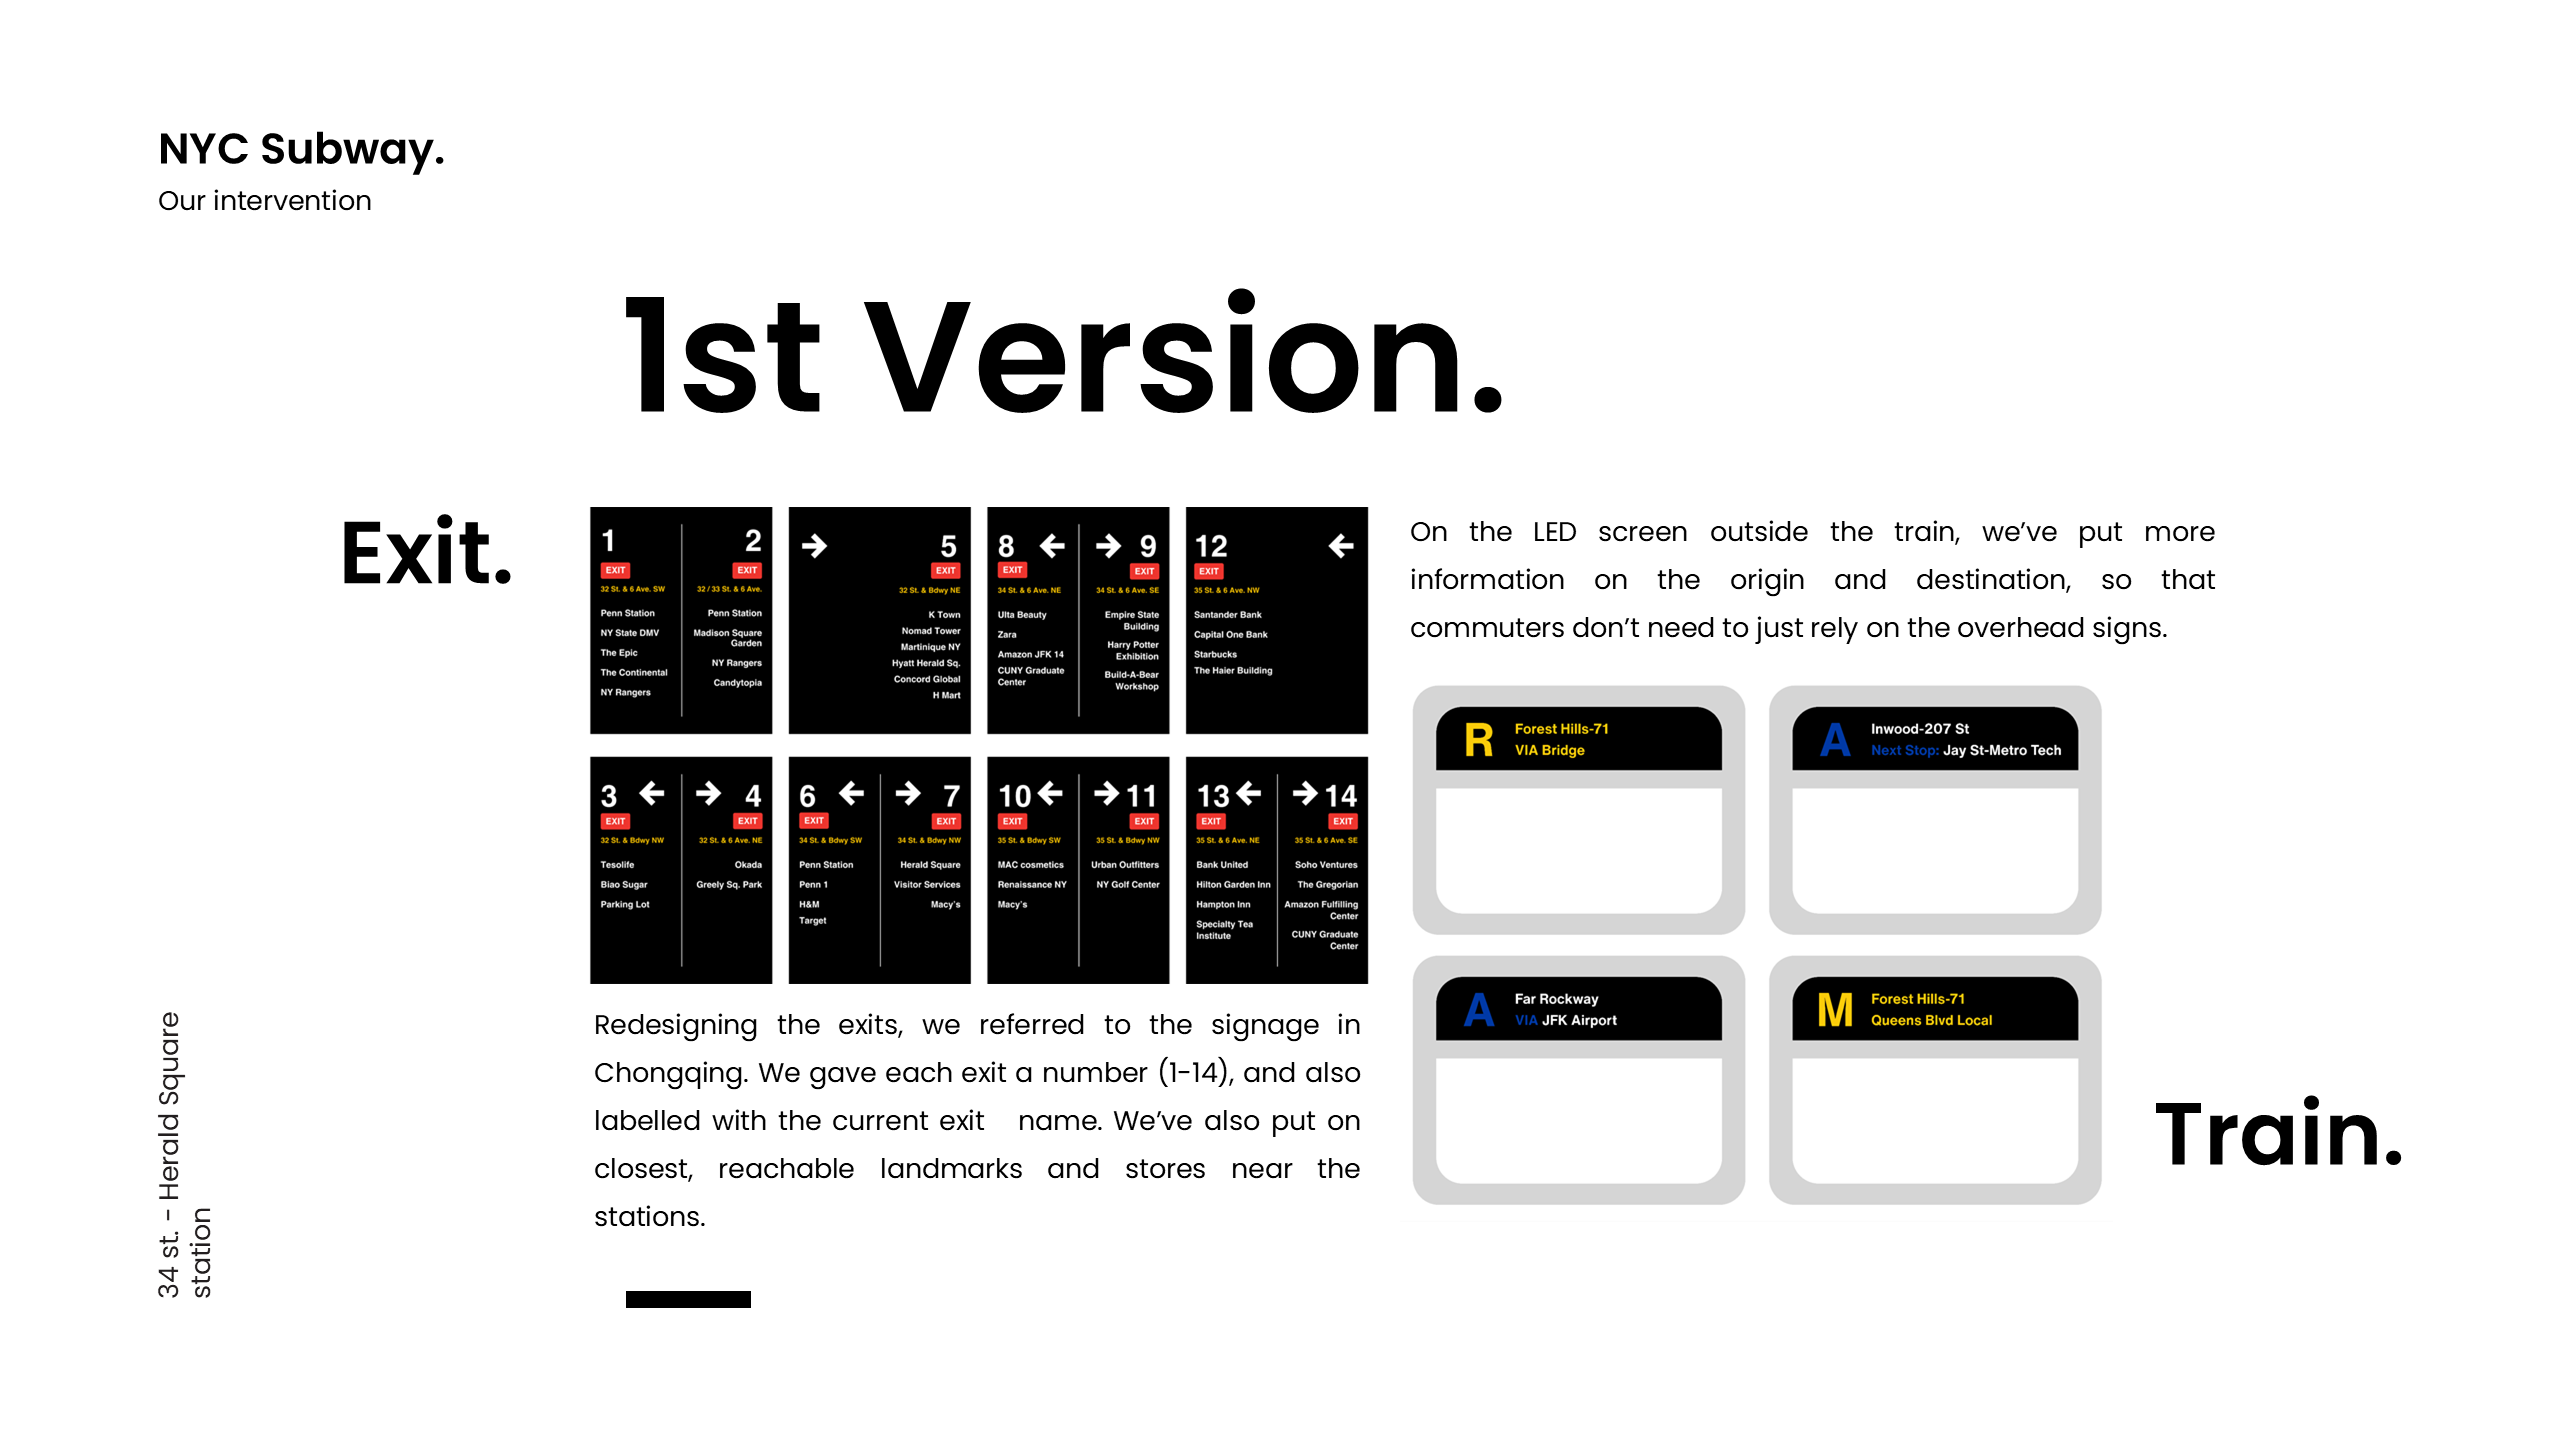 NYC Subway.
Our intervention
1st Version.
Exit.
1
EXIT
32 St. & 6 Ave. SW
Penn Station
NY State DMV
The Epic
The Continental
NY Rangers
2
EXIT
32 / 33 St. & 6 Ave.
Penn Station
Madison Square
Garden
NY Rangers
Candytopia
→ 5
EXIT
32 St. & Bdwy NE
K Town
Nomad Tower
Martinique NY
Hyatt Herald Sq.
Concord Global
H Mart
8 ←
EXIT
34 St. & 6 Ave. NE
Ulta Beauty
Zara
Amazon JFK 14
CUNY Graduate
Center
→ 9
EXIT
34 St. & 6 Ave. SE
Empire State
Building
Harry Potter
Exhibition
Build-A-Bear
Workshop
12 ←
EXIT
35 St. & 6 Ave. NW
Santander Bank
Capital One Bank
Starbucks
The Haier Building
3 ←
EXIT
32 St. & Bdwy NW
Tesolife
Biao Sugar
Parking Lot
→ 4
EXIT
32 St. & 6 Ave. NE
Okada
Greely Sq. Park
6 ←
EXIT
34 St. & Bdwy SW
Penn Station
Penn 1
H&M
Target
→ 7
EXIT
34 St. & Bdwy NW
Herald Square
Visitor Services
Macy's
10 ←
EXIT
35 St. & Bdwy SW
MAC cosmetics
Renaissance NY
Macy's
→ 11
EXIT
35 St. & Bdwy NW
Urban Outfitters
NY Golf Center
13 ←
EXIT
35 St. & 6 Ave. NE
Bank United
Hilton Garden Inn
Hampton Inn
Specialty Tea
Institute
→ 14
EXIT
35 St. & 6 Ave. SE
Soho Ventures
The Gregorian
Amazon Fulfilling
Center
CUNY Graduate
Center
Redesigning the exits, we referred to the signage in
Chongqing. We gave each exit a number (1-14), and also
labelled with the current exit name. We've also put on
closest, reachable landmarks and stores near the
stations.
On the LED screen outside the train, we've put more
information on the origin and destination, so that
commuters don't need to just rely on the overhead signs.
R
Forest Hills-71
VIA Bridge
A
Inwood-207 St
Next Stop: Jay St-Metro Tech
A
Far Rockway
VIA JFK Airport
M
Forest Hills-71
Queens Blvd Local
Train.
34 st. - Herald Square
station